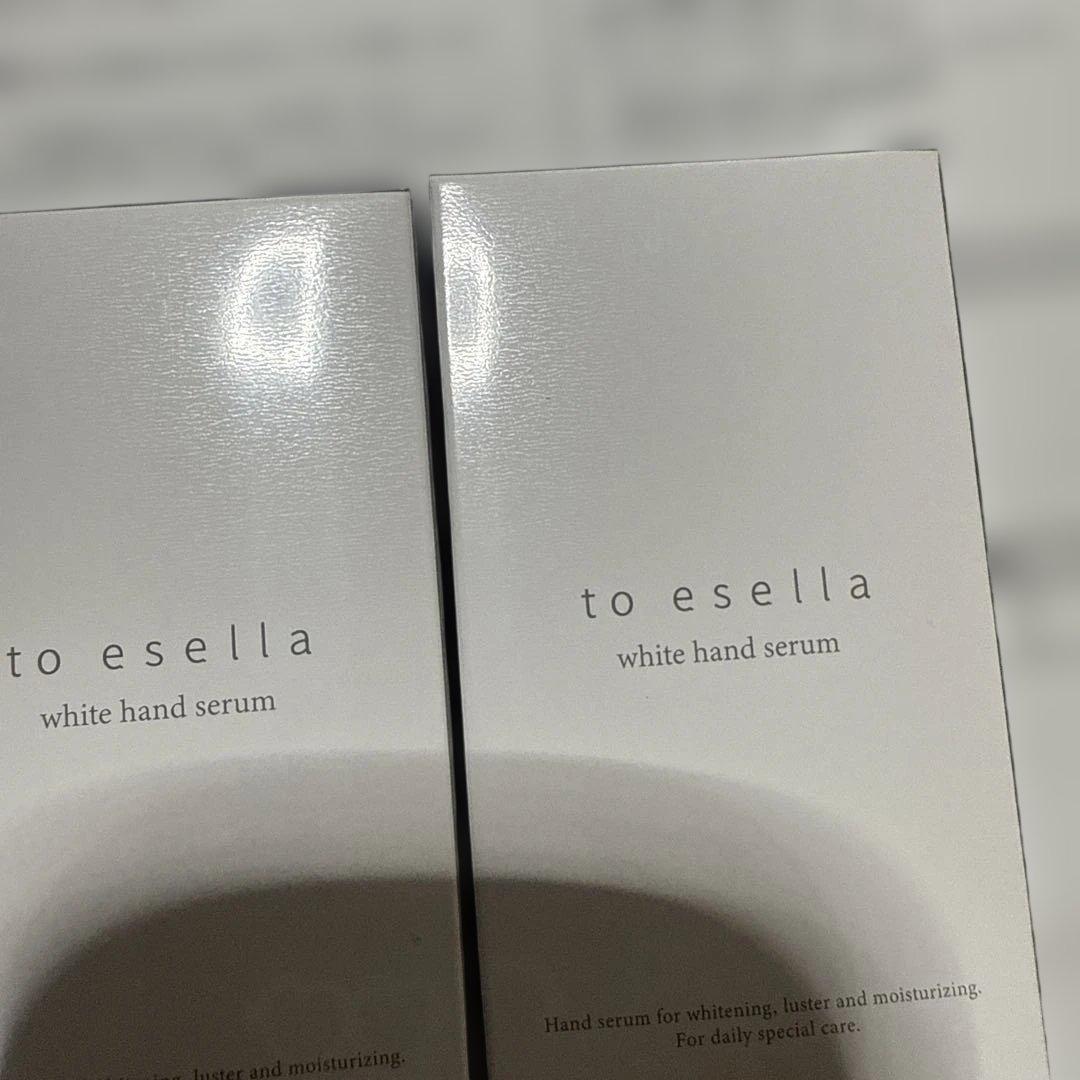 to esella
white hand serum
luster and moisturizing.
to esella
white hand serum
Hand serum for whitening, luster and moisturizing.
For daily special care.